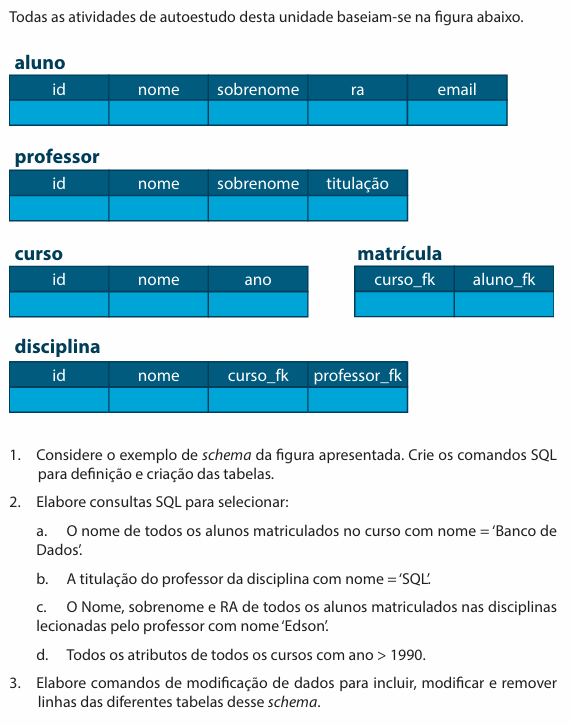 Todas as atividades de autoestudo desta unidade baseiam-se na figura abaixo.
aluno
id nome sobrenome ra email
professor
id nome sobrenome titulação
curso
id nome ano
matrícula
curso_fk aluno_fk
disciplina
id nome curso_fk professor_fk
1. Considere o exemplo de schema da figura apresentada. Crie os comandos SQL
para definição e criação das tabelas.
2. Elabore consultas SQL para selecionar:
a. O nome de todos os alunos matriculados no curso com nome = ‘Banco de
Dados’.
b. A titulação do professor da disciplina com nome = ‘SQL’.
c. O Nome, sobrenome e RA de todos os alunos matriculados nas disciplinas
lecionadas pelo professor com nome ‘Edson’.
d. Todos os atributos de todos os cursos com ano > 1990.
3. Elabore comandos de modificação de dados para incluir, modificar e remover
linhas das diferentes tabelas desse schema.